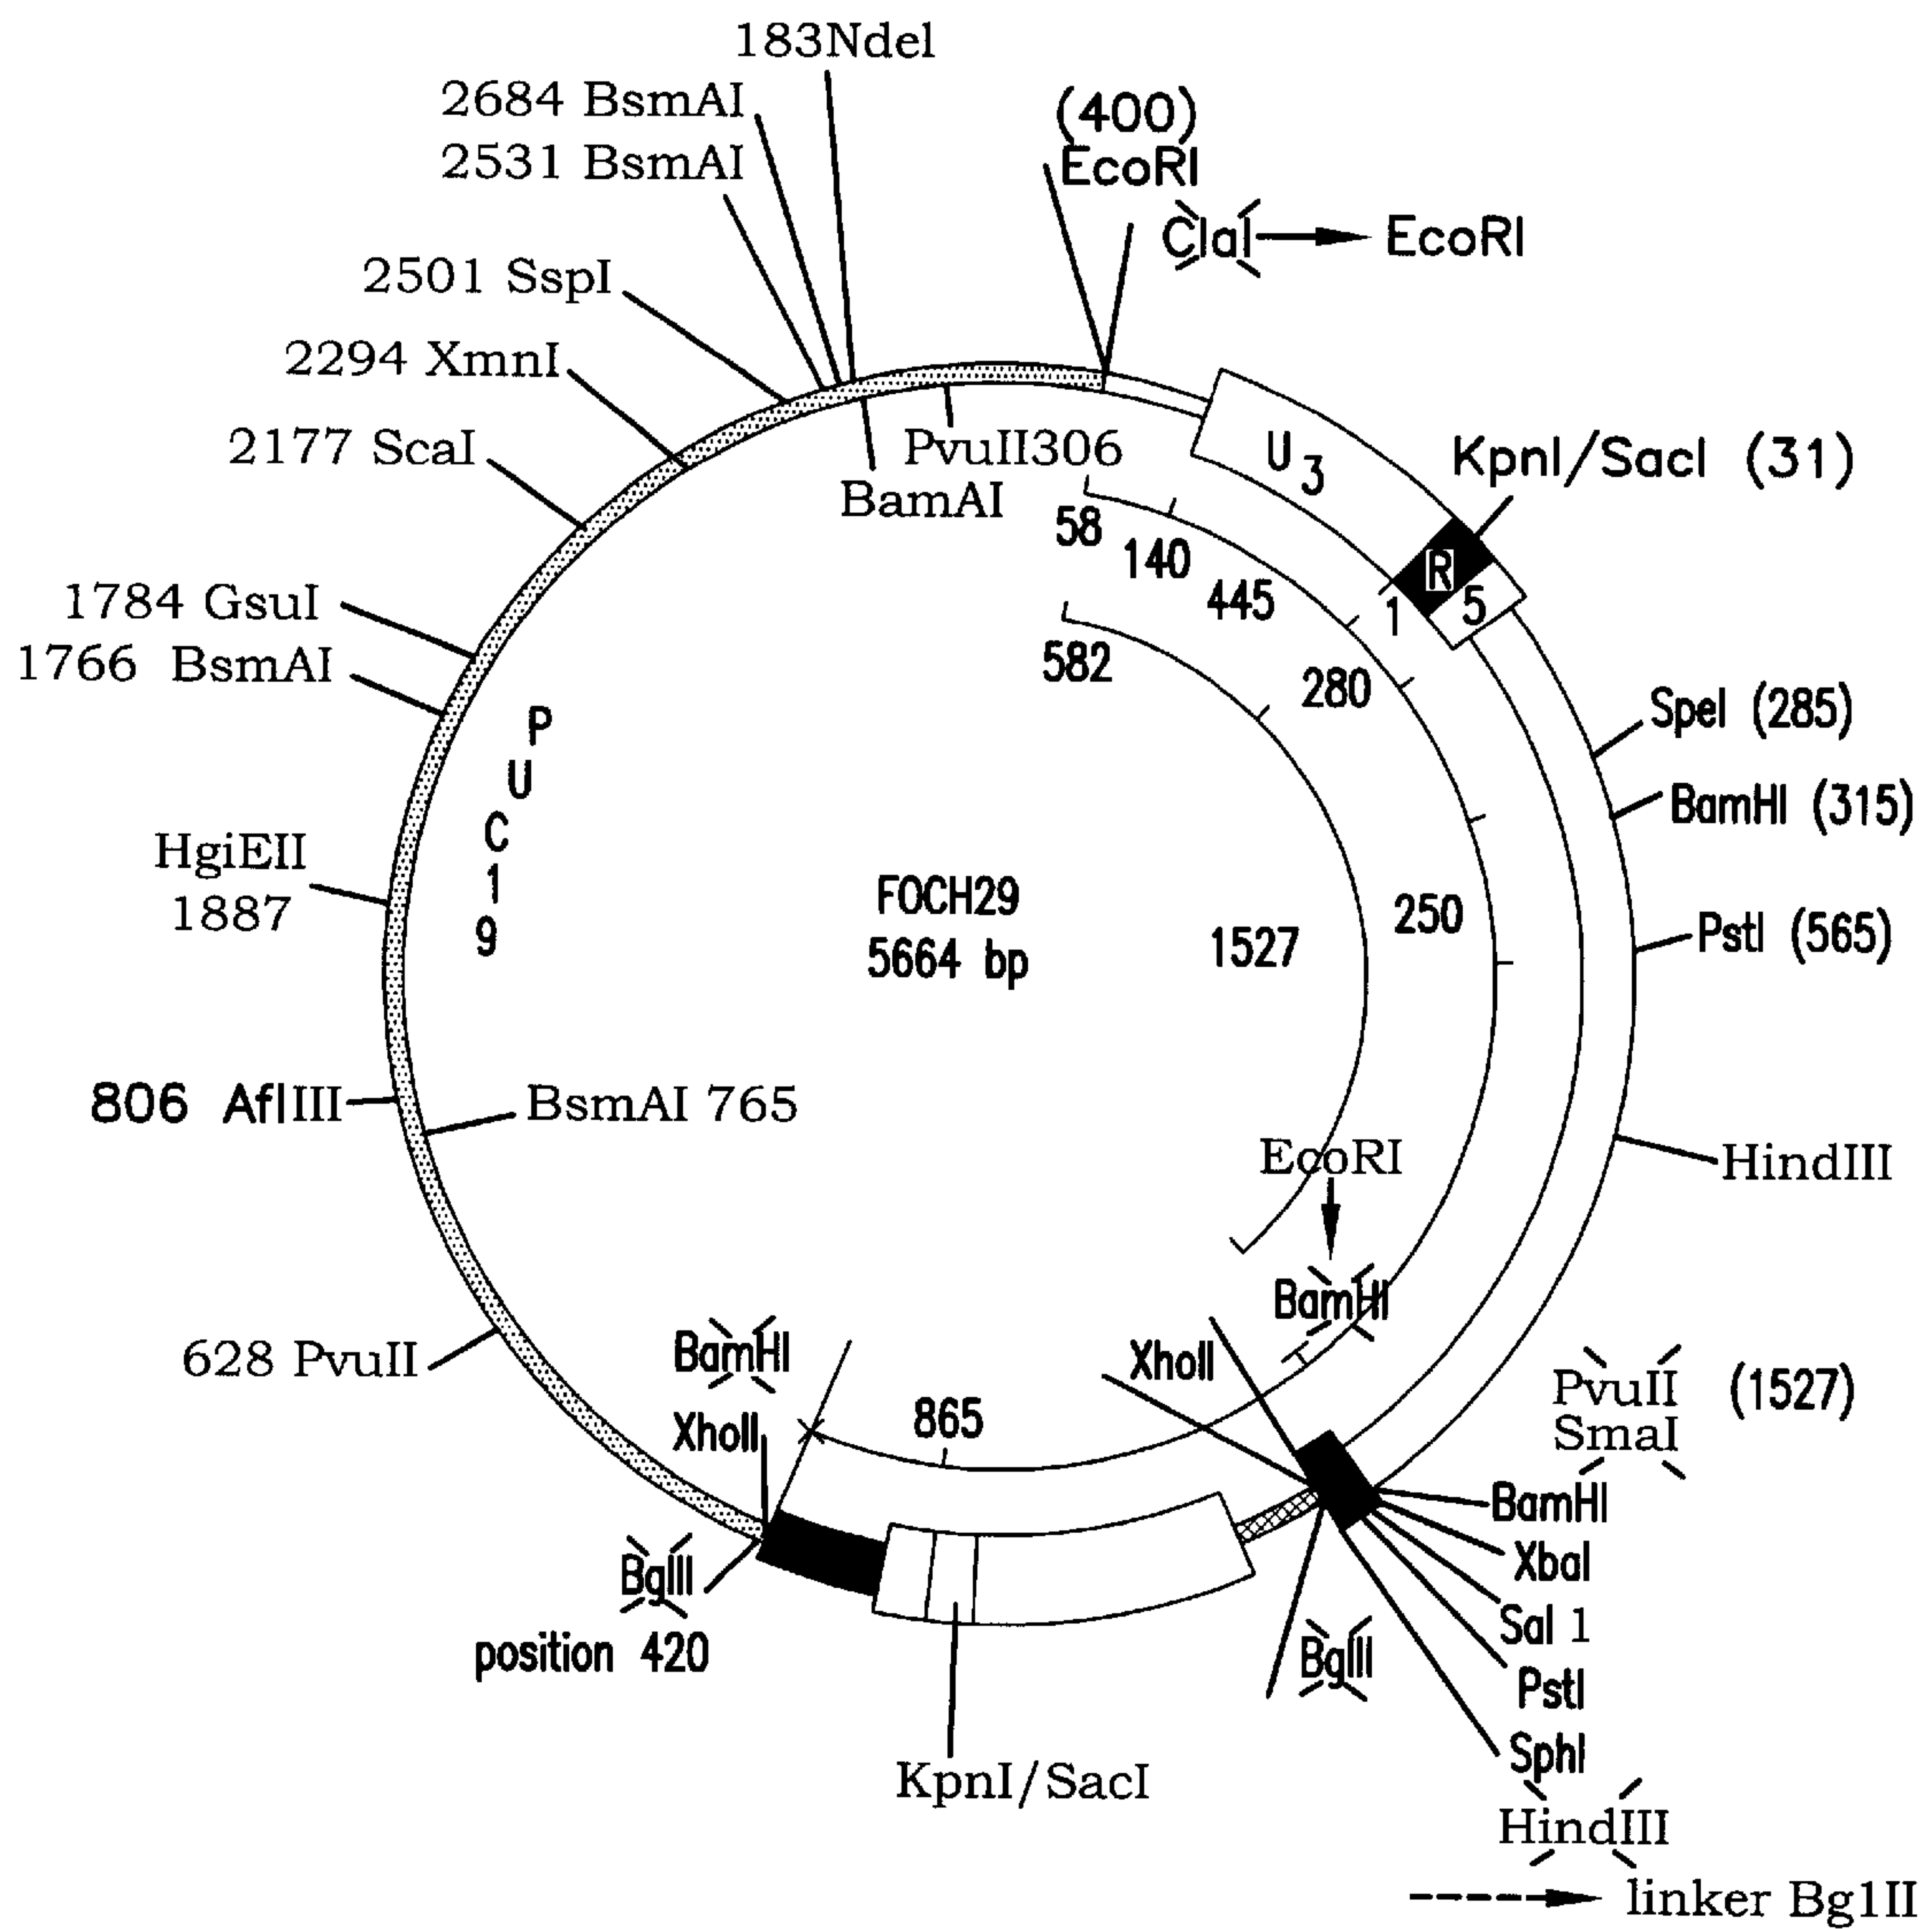 183NdeI
2684 BsmAI
2531 BsmAI
(400)
EcoRI
ClaI EcoRI
2501 SspI
2294 XmnI
2177 ScaI
PvuII306
BamAI
U 3
KpnI/SacI (31)
R
5
1
58
140
445
280
582
1784 GsuI
1766 BsmAI
SpeI (285)
BamHI (315)
P
U
C
1
9
HgiEII
1887
FOCH29
5664 bp
1527
250
PstI (565)
806 AflIII
BsmAI 765
EcoRI
HindIII
BamHI
628 PvuII
BamHI
XhoII
XhoII
865
PvuII (1527)
SmaI
BamHI
XbaI
Sal 1
PstI
SphI
BglII
position 420
BglII
KpnI/SacI
HindIII
linker Bg1II